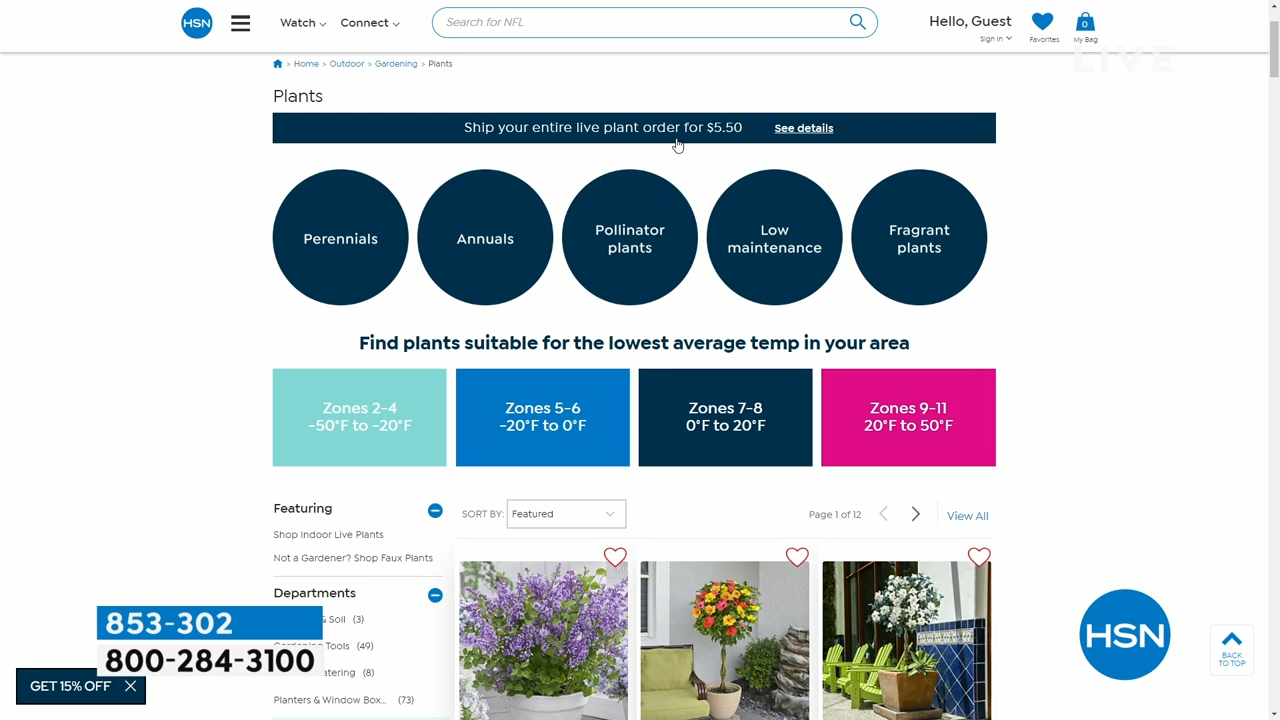 HSN
Watch
Connect
Search for NFL
Hello, Guest
Sign in
Favorites
0
My Bag
LIVE
> Home > Outdoor > Gardening > Plants
Plants
Ship your entire live plant order for $5.50 See details
Perennials
Annuals
Pollinator
plants
Low
maintenance
Fragrant
plants
Find plants suitable for the lowest average temp in your area
Zones 2-4
-50°F to -20°F
Zones 5-6
-20°F to 0°F
Zones 7-8
0°F to 20°F
Zones 9-11
20°F to 50°F
Featuring
Shop Indoor Live Plants
Not a Gardener? Shop Faux Plants
SORT BY: Featured
Page 1 of 12
View All
Departments
& Soil (3)
Tools (49)
(8)
Planters & Window Box... (73)
853-302
800-284-3100
GET 15% OFF
HSN
BACK
TO TOP